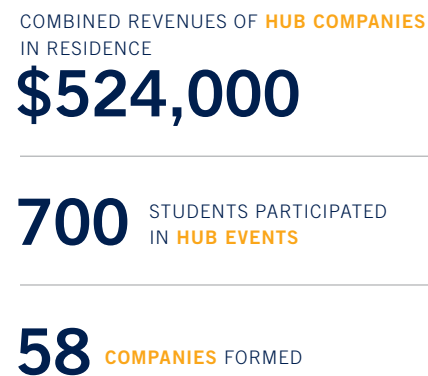 COMBINED REVENUES OF HUB COMPANIES
IN RESIDENCE
$524,000
700 STUDENTS PARTICIPATED
IN HUB EVENTS
58 COMPANIES FORMED